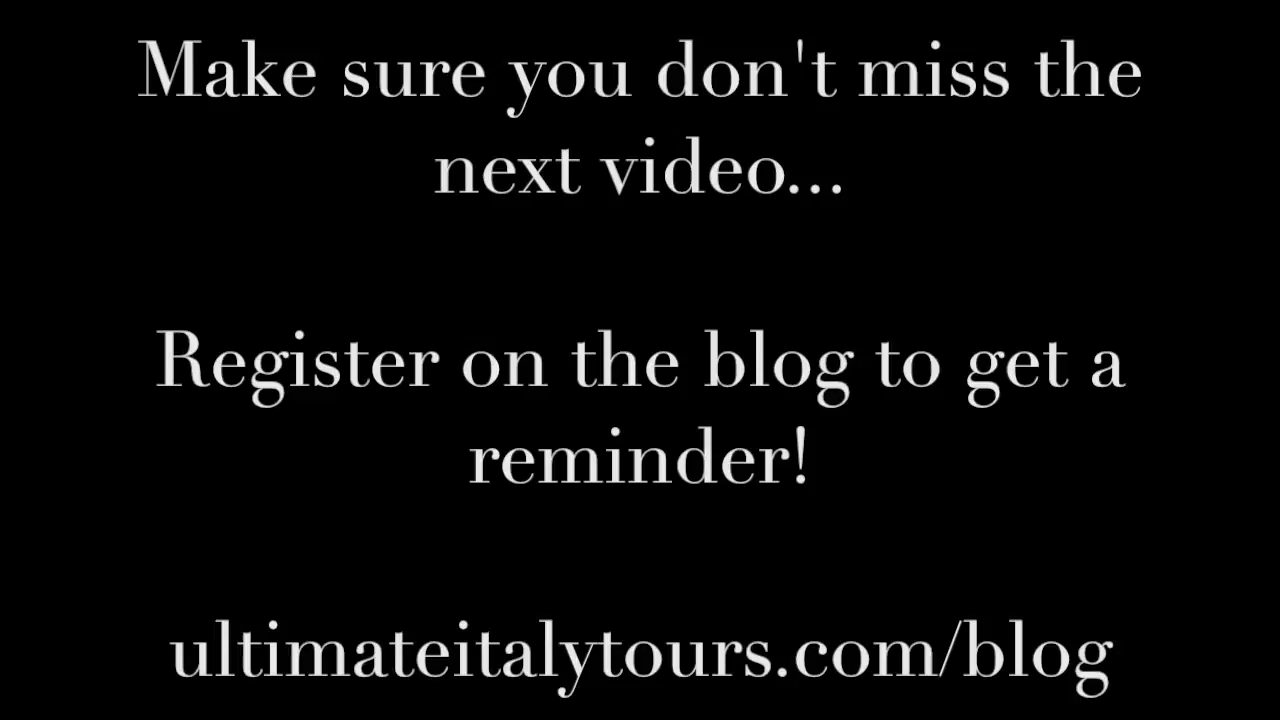 Make sure you don't miss the
next video...
Register on the blog to get a
reminder!
ultimateitalytours.com/blog